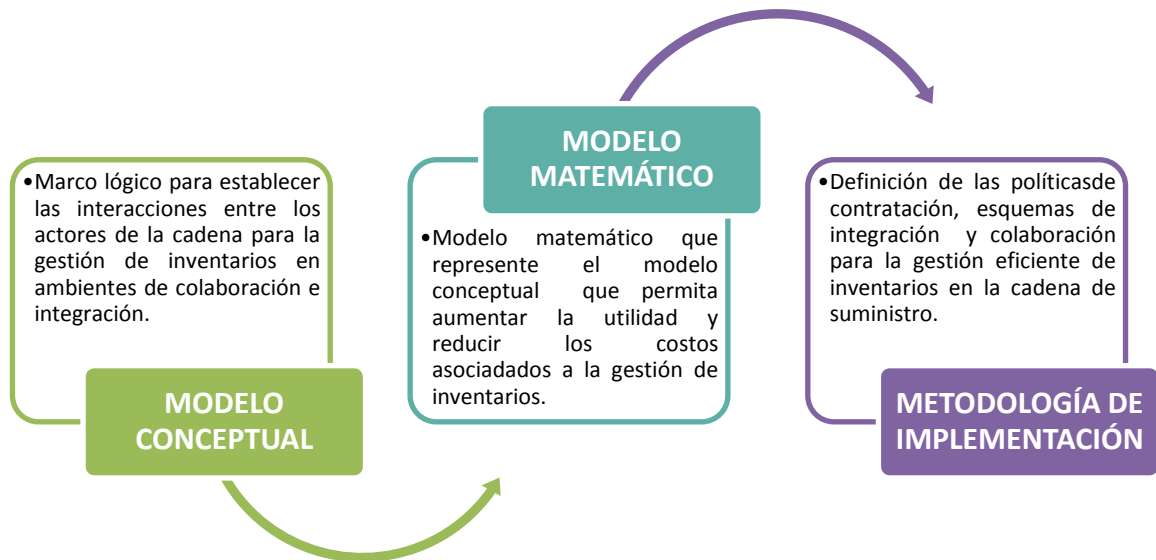 •Marco lógico para establecer
las interacciones entre los
actores de la cadena para la
gestión de inventarios en
ambientes de colaboración e
integración.
MODELO
CONCEPTUAL
MODELO
MATEMÁTICO
•Modelo matemático que
represente el modelo
conceptual que permita
aumentar la utilidad y
reducir los costos
asociadados a la gestión de
inventarios.
•Definición de las políticasde
contratación, esquemas de
integración y colaboración
para la gestión eficiente de
inventarios en la cadena de
suministro.
METODOLOGÍA DE
IMPLEMENTACIÓN